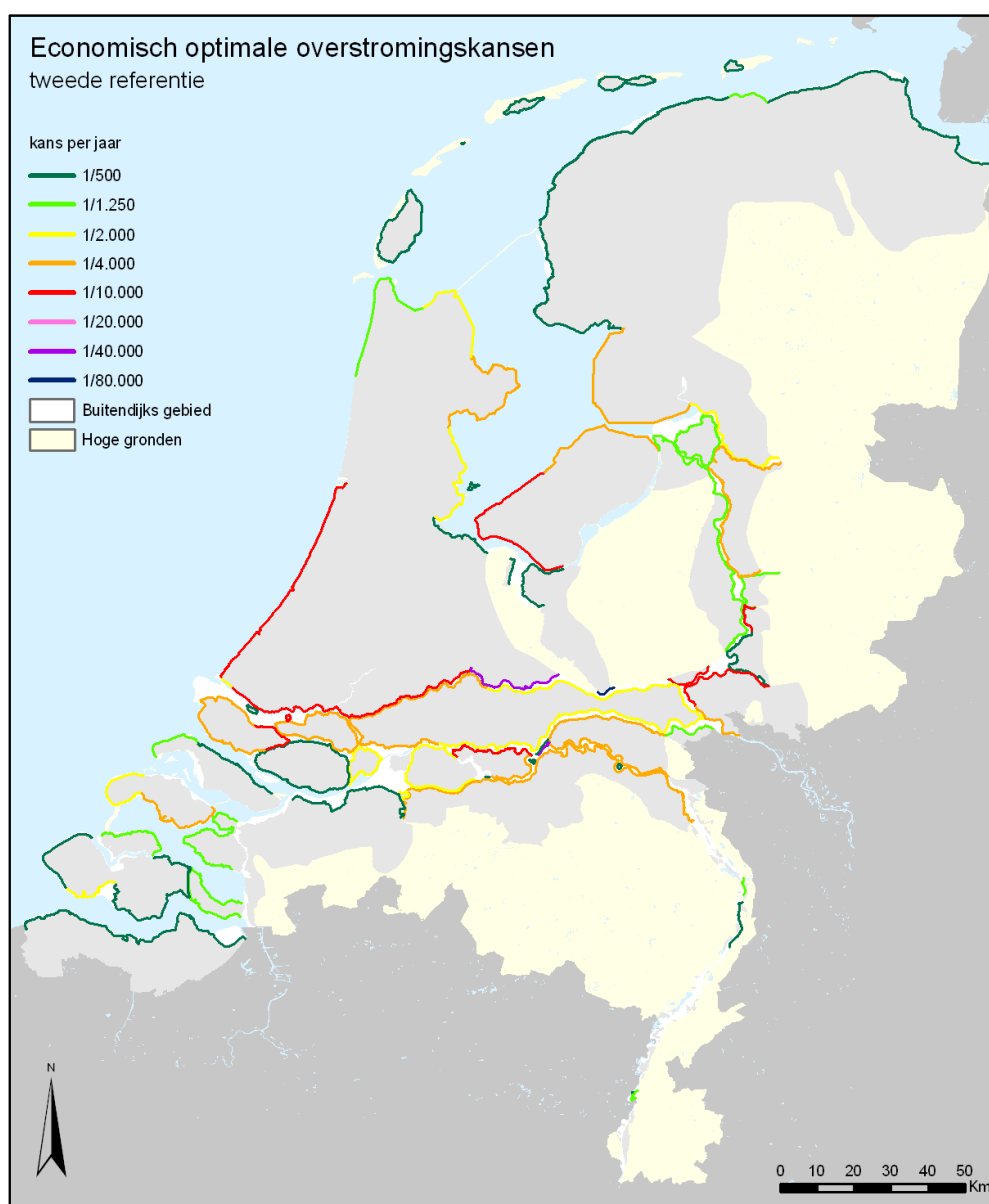 Economisch optimale overstromingskansen
tweede referentie
kans per jaar
1/500
1/1.250
1/2.000
1/4.000
1/10.000
1/20.000
1/40.000
1/80.000
Buitendijks gebied
Hoge gronden
N
0 10 20 30 40 50
Km